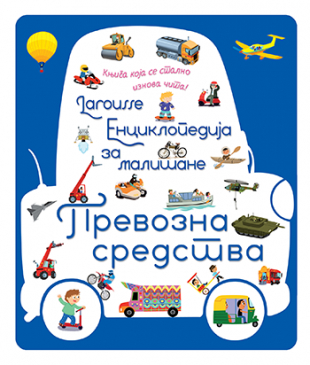 Књига која се стално
изнова чита!
Larousse
Енциклопедија
за малишане
Превозна
средства